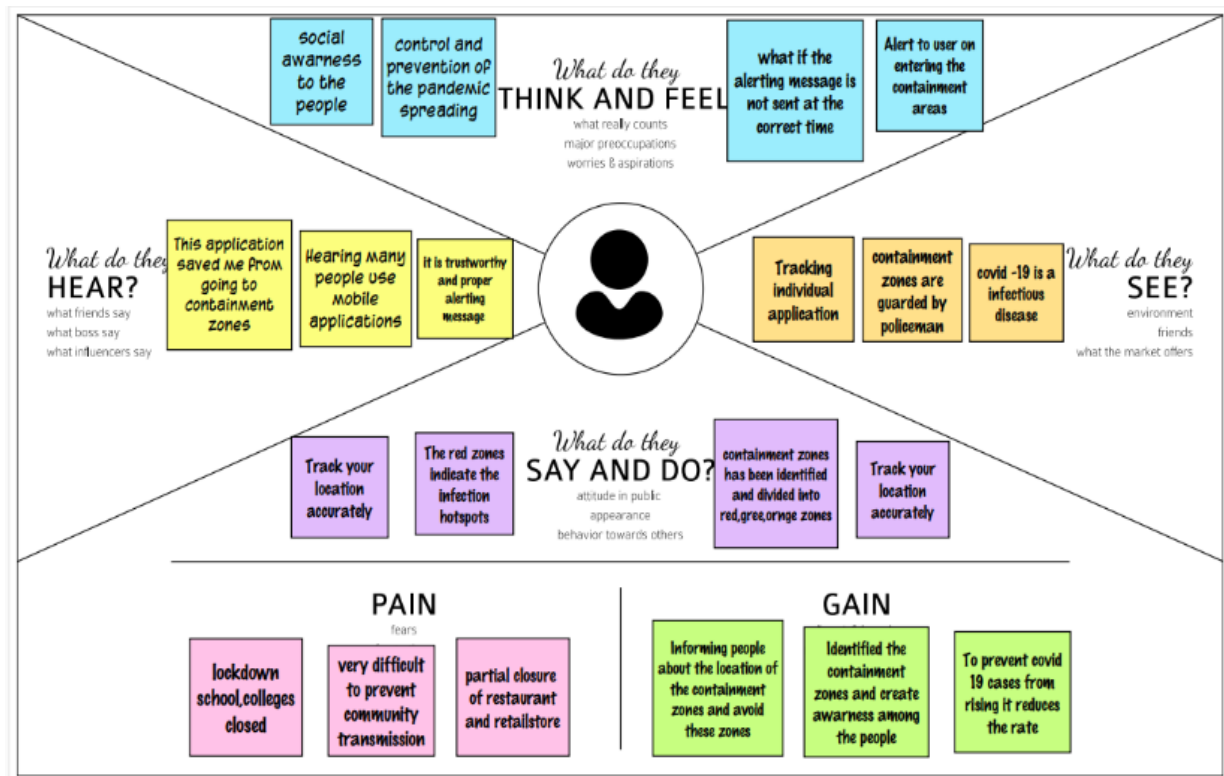 social
awarness
to the
people
control and
prevention of
the pandemic
spreading
What do they
THINK AND FEEL
what really counts
major preoccupations
worries & aspirations
what if the
alerting message is
not sent at the
correct time
Alert to user on
entering the
containment
areas
What do they
HEAR?
what friends say
what boss say
what influencers say
This application
saved me from
going to
containment
zones
Hearing many
people use
mobile
applications
it is trustworthy
and proper
alerting
message
Tracking
individual
application
containment
zones are
guarded by
policeman
covid -19 is a
infectious
disease
What do they
SEE?
environment
friends
what the market offers
Track your
location
accurately
The red zones
indicate the
infection
hotspots
What do they
SAY AND DO?
attitude in public
appearance
behavior towards others
containment zones
has been identified
and divided into
red,gree,ornge zones
Track your
location
accurately
PAIN
fears
lockdown
school,colleges
closed
very difficult
to prevent
community
transmission
partial closure
of restaurant
and retailstore
GAIN
Informing people
about the location of
the containment
zones and avoid
these zones
Identified the
containment
zones and create
awarness among
the people
To prevent covid
19 cases from
rising it reduces
the rate